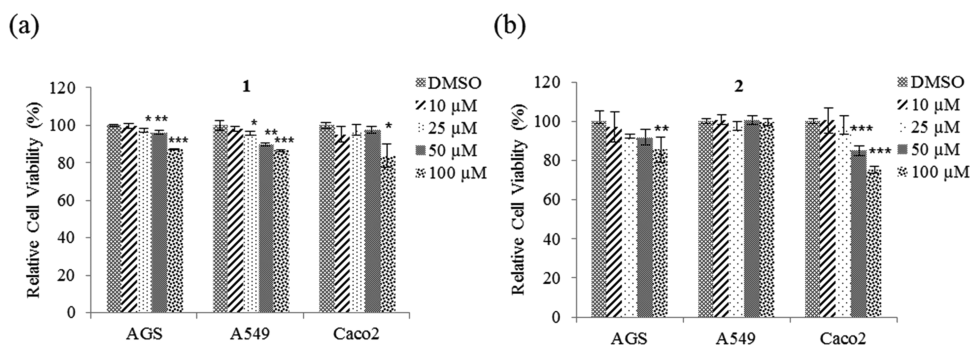 (a)
1
Relative Cell Viability (%)
120
100
80
60
40
20
0
* **
***
*
**
***
*
AGS
A549
Caco2
DMSO
10 µM
25 µM
50 µM
100 µM
(b)
2
Relative Cell Viablity (%)
120
100
80
60
40
20
0
**
***
***
AGS
A549
Caco2
DMSO
10 µM
25 µM
50 µM
100 µM